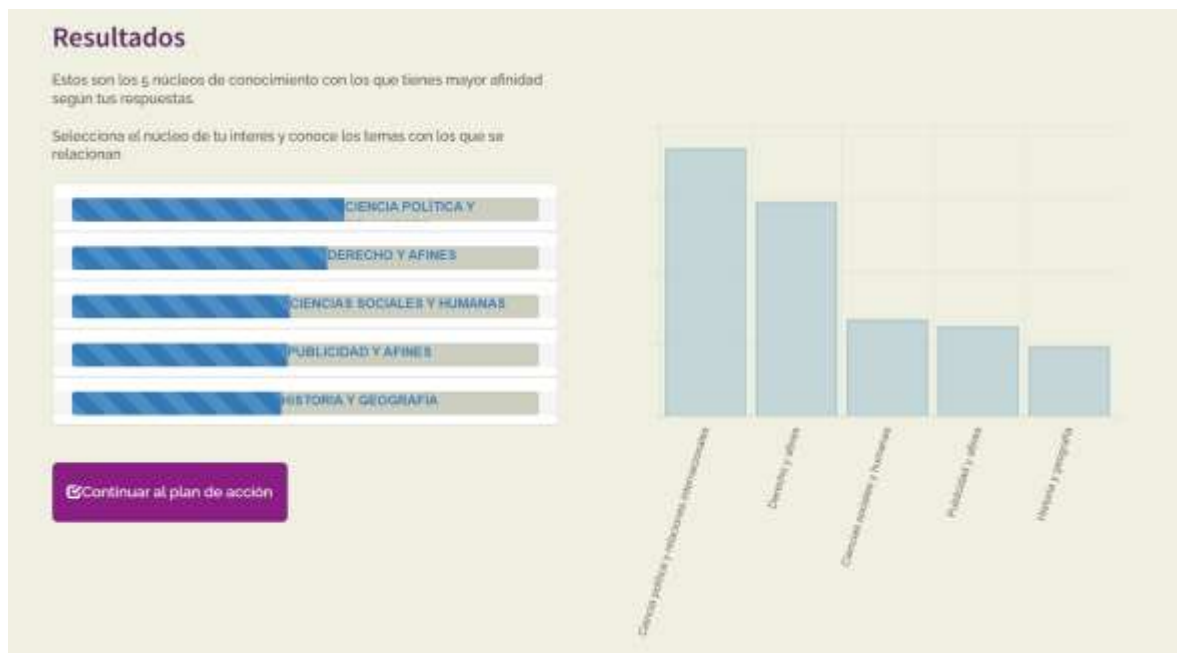 Resultados
Estos son los 5 núcleos de conocimiento con los que tienes mayor afinidad
según tus respuestas.
Selecciona el núcleo de tu interés y conoce los temas con los que se
relacionan
CIENCIA POLÍTICA Y
DERECHO Y AFINES
CIENCIAS SOCIALES Y HUMANAS
PUBLICIDAD Y AFINES
HISTORIA Y GEOGRAFIA
Continuar al plan de acción
Ciencia política y relaciones internacionales
Derecho y afines
Ciencias sociales y humanas
Publicidad y afines
Historia y geografía